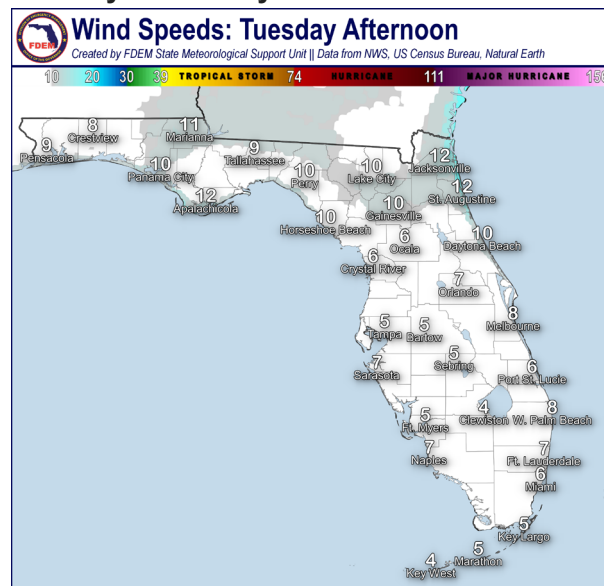 FDEM
Wind Speeds: Tuesday Afternoon
Created by FDEM State Meteorological Support Unit || Data from NWS, US Census Bureau, Natural Earth
10 20 30 39 TROPICAL STORM 74 HURRICANE 111 MAJOR HURRICANE 150
8
Crestview
11
Marianna
9
Pensacola
9
Tallahassee
12
Jacksonville
10
Panama City
10
Perry
10
Lake City
12
St. Augustine
12
Apalachicola
10
Horseshoe Beach
10
Gainesville
6
Ocala
10
Daytona Beach
6
Crystal River
7
Orlando
8
Melbourne
5
Tampa
5
Bartow
7
Sarasota
5
Sebring
6
Port St. Lucie
5
Ft. Myers
4
Clewiston
8
W. Palm Beach
7
Naples
7
Ft. Lauderdale
6
Miami
5
Key Largo
5
Marathon
4
Key West